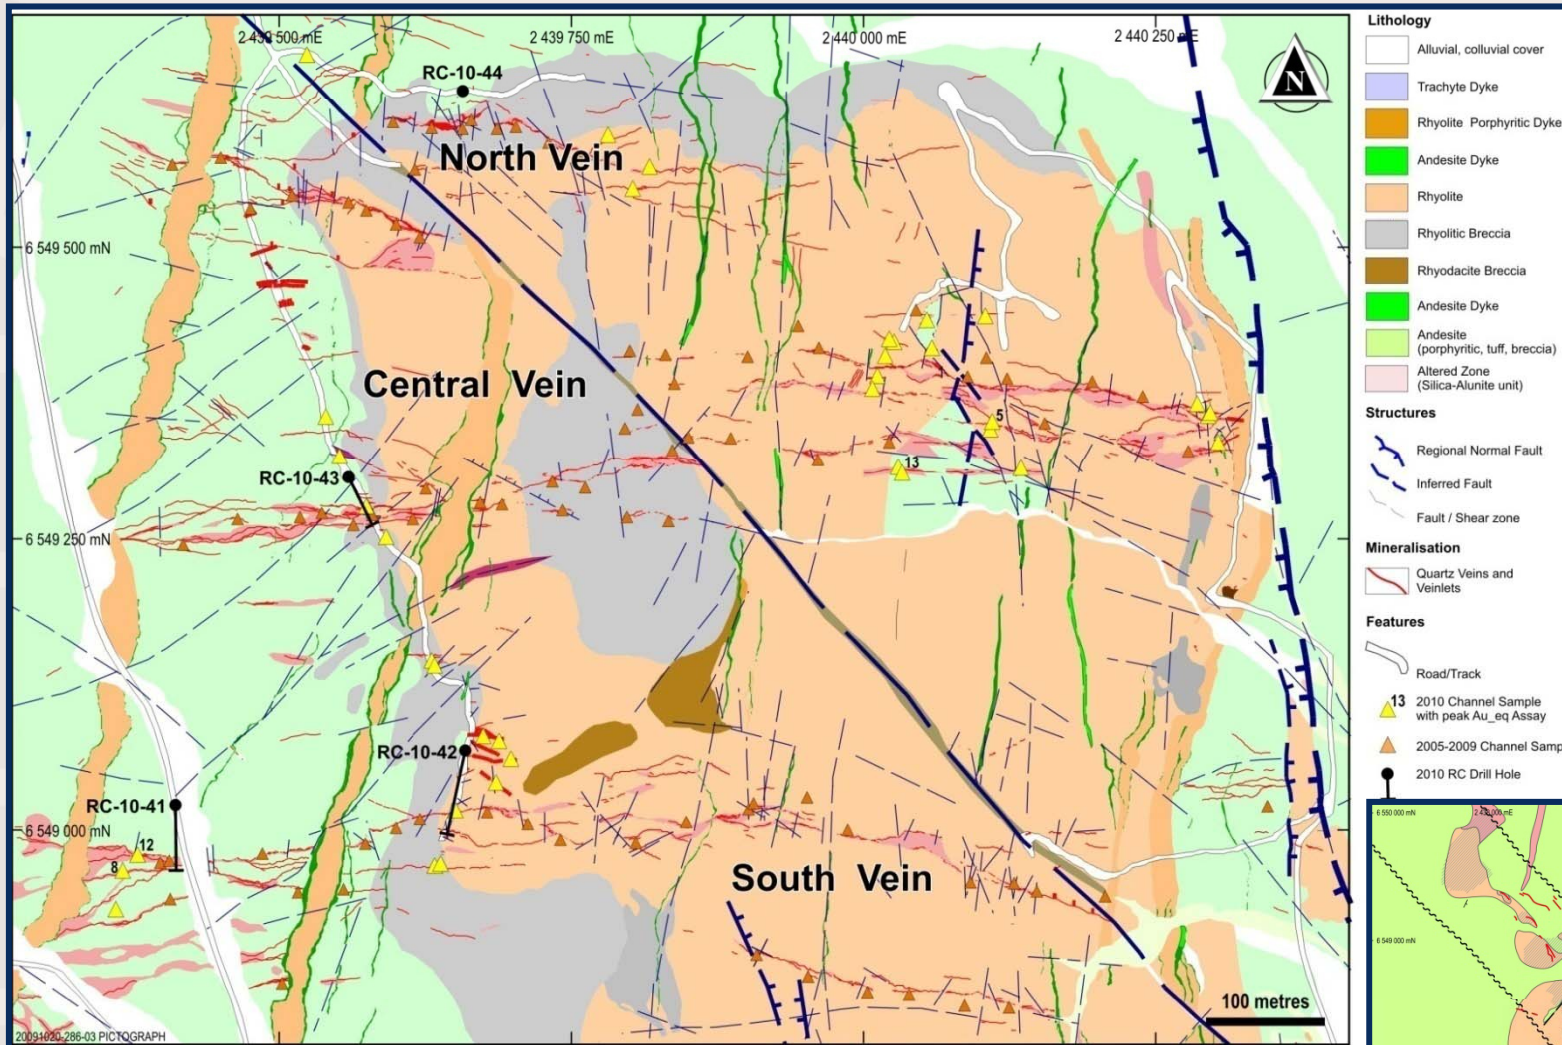 2 439 500 mE
2 439 750 mE
2 440 000 mE
2 440 250 mE
RC-10-44
N
North Vein
6 549 500 mN
Central Vein
5
13
RC-10-43
6 549 250 mN
RC-10-42
RC-10-41
6 549 000 mN
12
8
South Vein
100 metres
20091020-286-03 PICTOGRAPH
Lithology
Alluvial, colluvial cover
Trachyte Dyke
Rhyolite Porphyritic Dyke
Andesite Dyke
Rhyolite
Rhyolitic Breccia
Rhyodacite Breccia
Andesite Dyke
Andesite
(porphyritic, tuff, breccia)
Altered Zone
(Silica-Alunite unit)
Structures
Regional Normal Fault
Inferred Fault
Fault / Shear zone
Mineralisation
Quartz Veins and
Veinlets
Features
Road/Track
13 2010 Channel Sample
with peak Au_eq Assay
2005-2009 Channel Samp
2010 RC Drill Hole
6 550 000 mN
6 549 000 mN